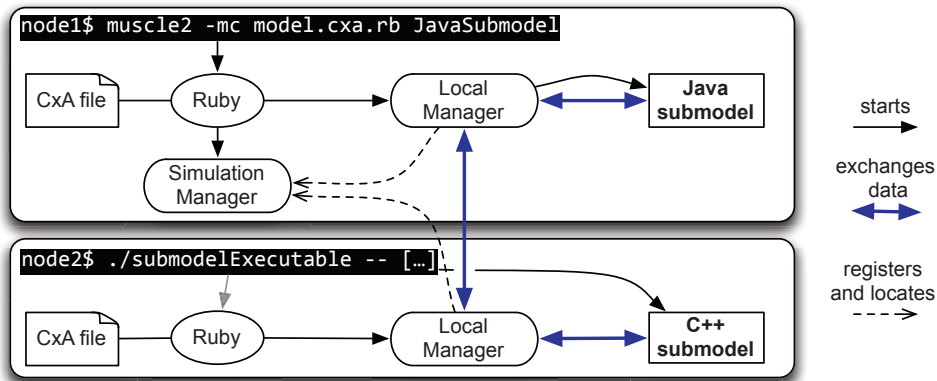 node1$ muscle2 -mc model.cxa.rb JavaSubmodel
CxA file
Ruby
Local
Manager
Java
submodel
Simulation
Manager
starts
exchanges
data
registers
and locates
node2$ ./submodelExecutable -- […]
CxA file
Ruby
Local
Manager
C++
submodel